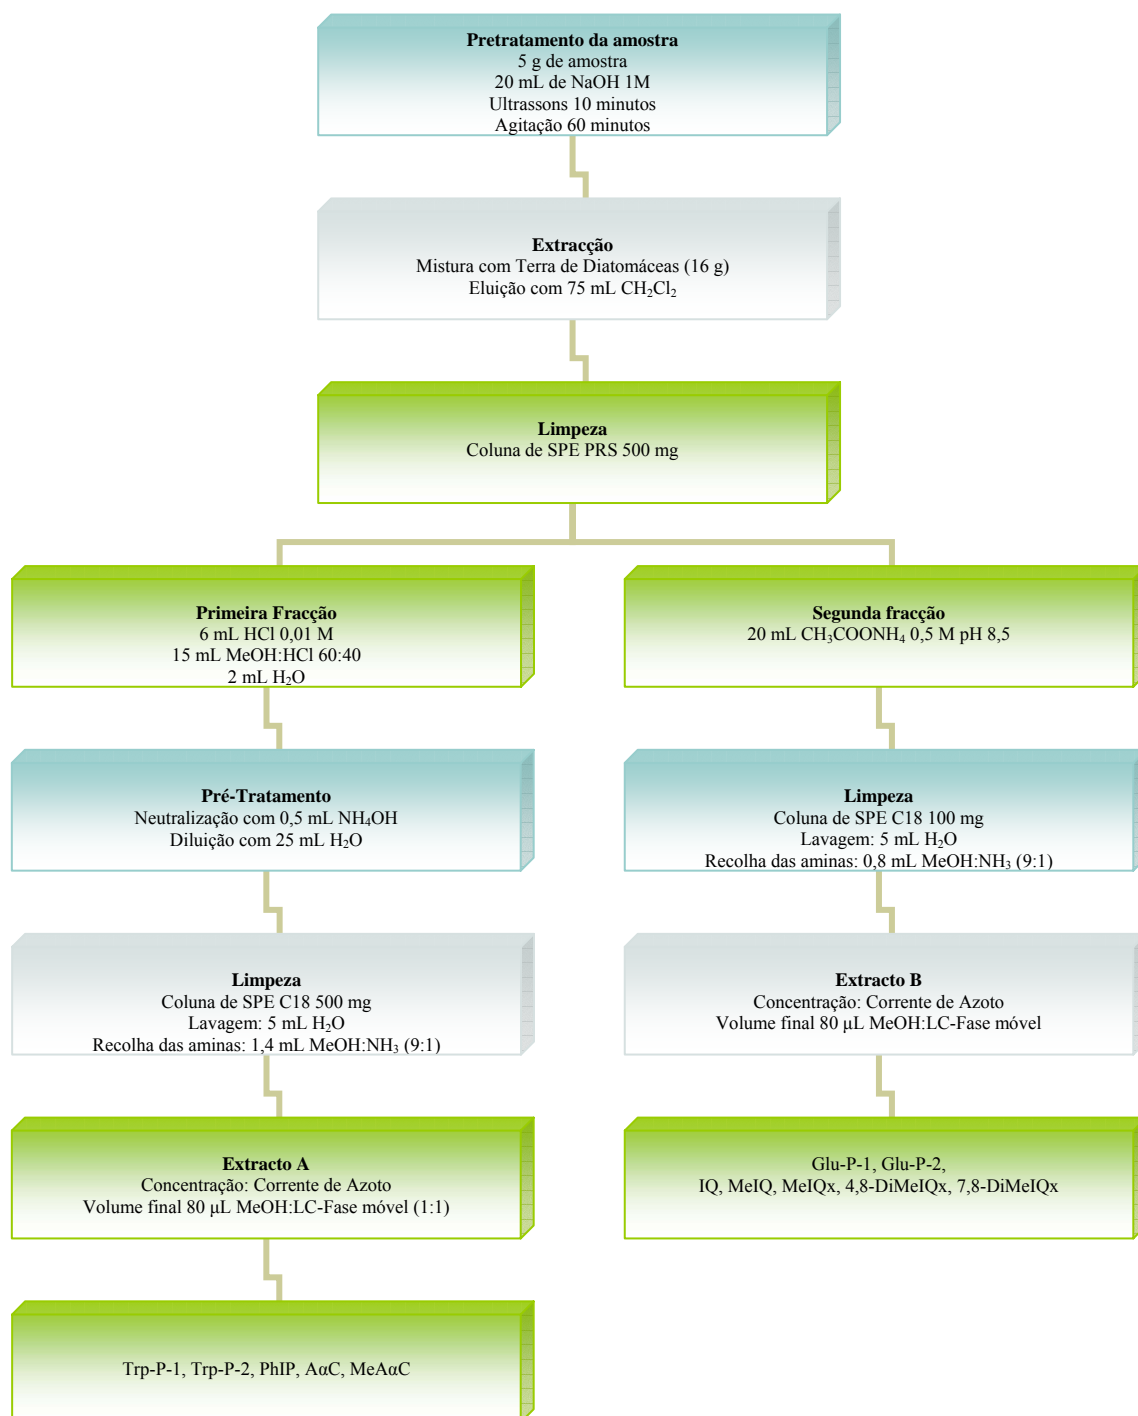 Pretratamento da amostra
5 g de amostra
20 mL de NaOH 1M
Ultrassons 10 minutos
Agitação 60 minutos
Extracção
Mistura com Terra de Diatomáceas (16 g)
Eluição com 75 mL CH₂Cl₂
Limpeza
Coluna de SPE PRS 500 mg
Primeira Fracção
6 mL HCl 0,01 M
15 mL MeOH:HCl 60:40
2 mL H₂O
Segunda fracção
20 mL CH₃COONH₄ 0,5 M pH 8,5
Pré-Tratamento
Neutralização com 0,5 mL NH₄OH
Diluição com 25 mL H₂O
Limpeza
Coluna de SPE C18 100 mg
Lavagem: 5 mL H₂O
Recolha das aminas: 0,8 mL MeOH:NH₃ (9:1)
Limpeza
Coluna de SPE C18 500 mg
Lavagem: 5 mL H₂O
Recolha das aminas: 1,4 mL MeOH:NH₃ (9:1)
Extracto B
Concentração: Corrente de Azoto
Volume final 80 µL MeOH:LC-Fase móvel
Extracto A
Concentração: Corrente de Azoto
Volume final 80 µL MeOH:LC-Fase móvel (1:1)
Glu-P-1, Glu-P-2,
IQ, MeIQ, MeIQx, 4,8-DiMeIQx, 7,8-DiMeIQx
Trp-P-1, Trp-P-2, PhIP, AαC, MeAαC